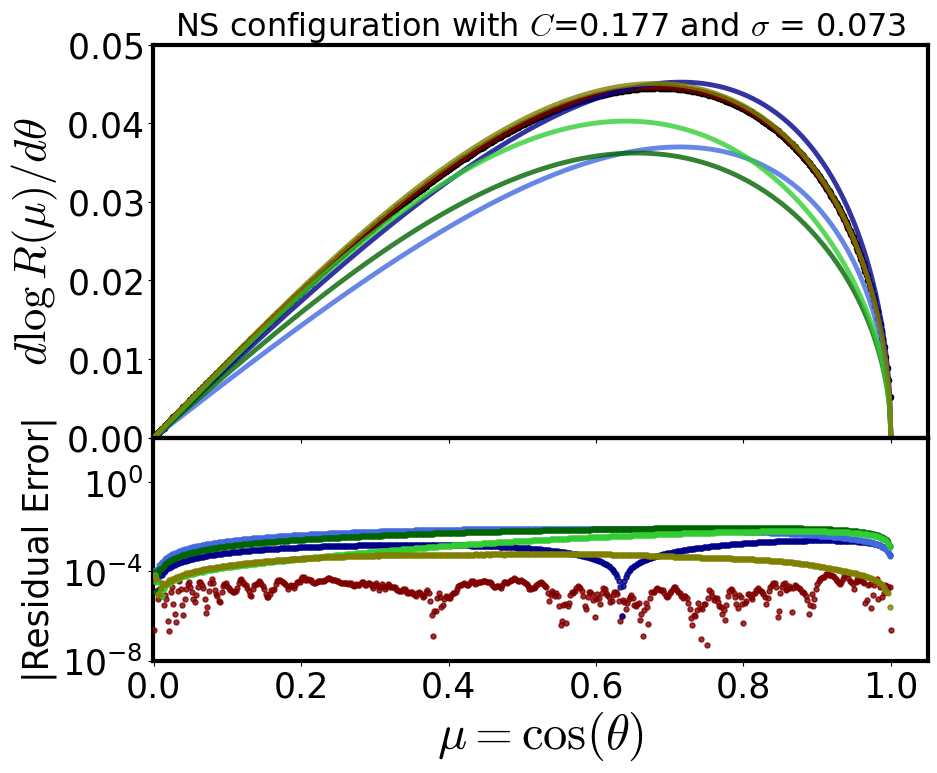 NS configuration with C=0.177 and σ = 0.073
d log R(μ)/dθ
0.05
0.04
0.03
0.02
0.01
0.00
|Residual Error|
10^0
10^−4
10^−8
0.0 0.2 0.4 0.6 0.8 1.0
μ = cos(θ)